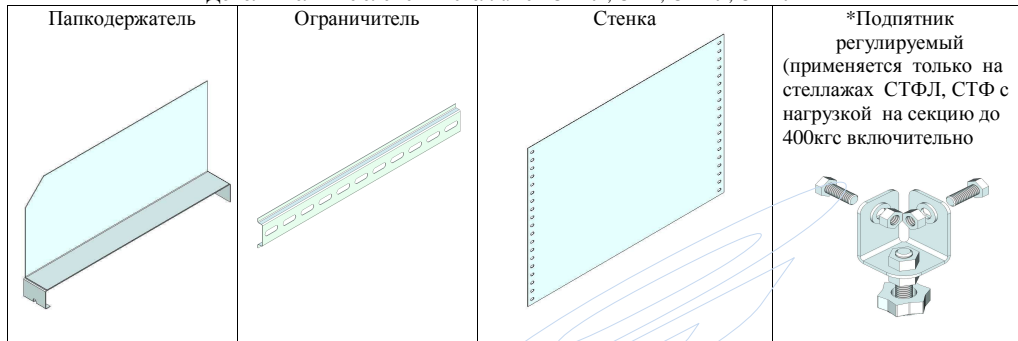 Папкодержатель
Ограничитель
Стенка
*Подпятник
регулируемый
(применяется только на
стеллажах СТФЛ, СТФ с
нагрузкой на секцию до
400кгс включительно